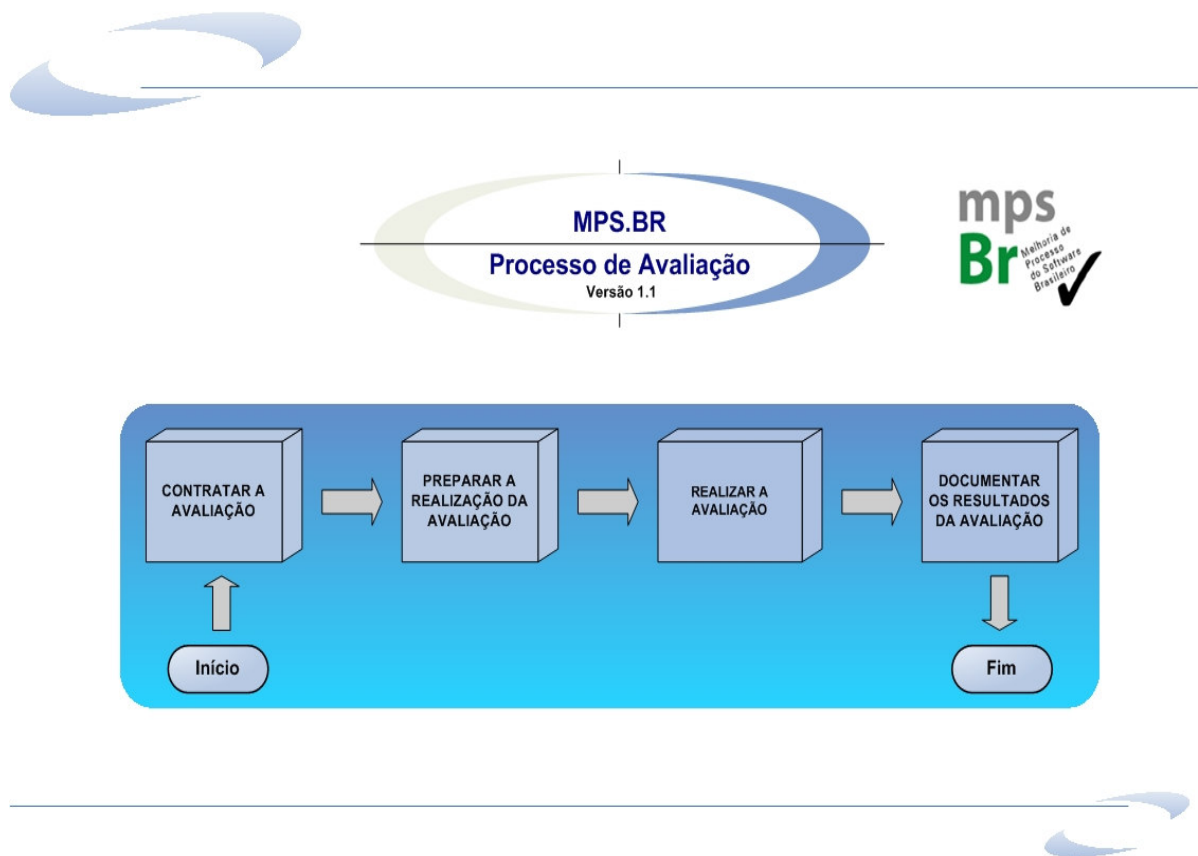 MPS.BR
Processo de Avaliação
Versão 1.1
mps
Br
Melhoria de
Processo
do Software
Brasileiro
CONTRATAR A
AVALIAÇÃO
PREPARAR A
REALIZAÇÃO DA
AVALIAÇÃO
REALIZAR A
AVALIAÇÃO
DOCUMENTAR
OS RESULTADOS
DA AVALIAÇÃO
Início
Fim